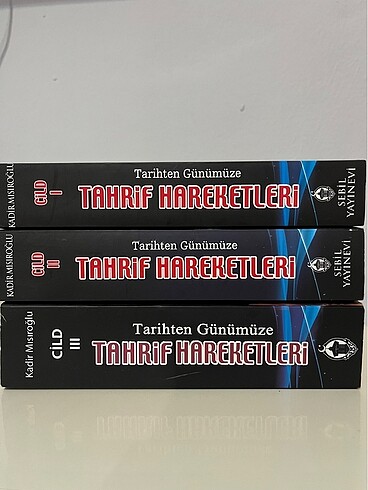 KADİR MISIROĞLU
CİLD
I
Tarihten Günümüze
TAHRİF HAREKETLERİ
SEBİL
YAYINEVİ
KADİR MISIROĞLU
CİLD
II
Tarihten Günümüze
TAHRİF HAREKETLERİ
SEBİL
YAYINEVİ
Kadir Mısıroğlu
CİLD
III
Tarihten Günümüze
TAHRİF HAREKETLERİ